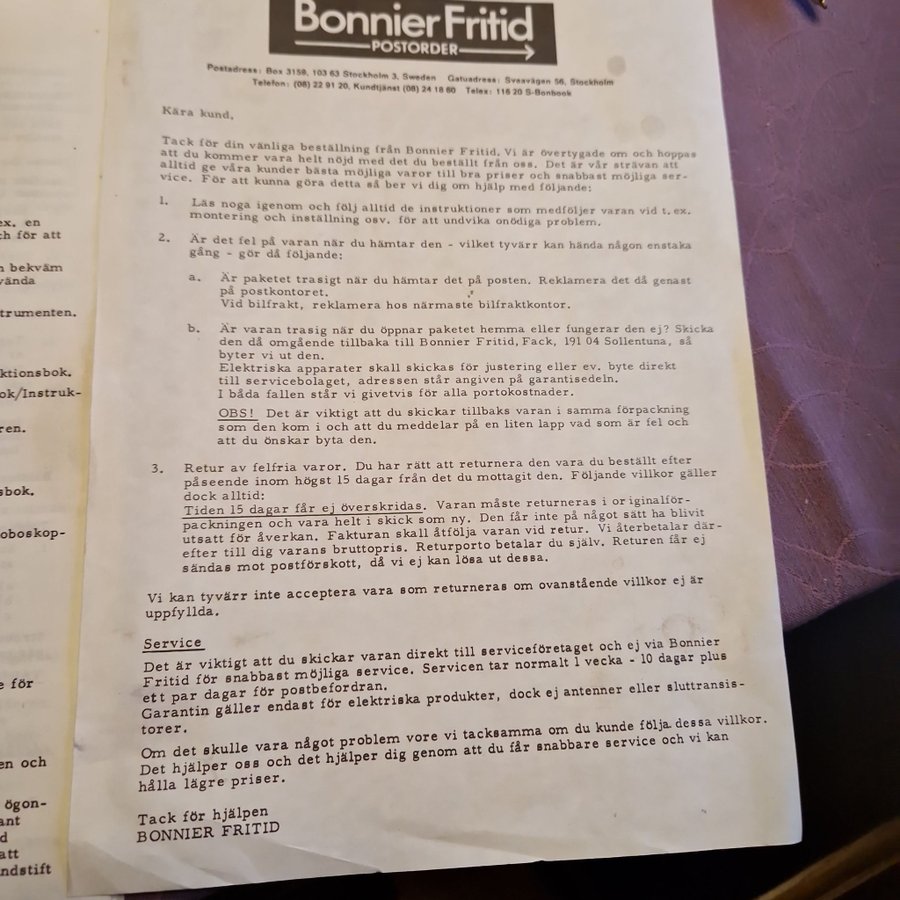 Bonnier Fritid
POSTORDER
Postadress: Box 3159, 103 63 Stockholm 3, Sweden Gatuadress: Sveavägen 56, Stockholm
Telefon: (08) 22 91 20, Kundtjänst (08) 24 18 60 Telex: 116 20 S-Bonbook
Kära kund,
Tack för din vänliga beställning från Bonnier Fritid. Vi är övertygade om och hoppas
att du kommer vara helt nöjd med det du beställt från oss. Det är vår strävan att
alltid ge våra kunder bästa möjliga varor till bra priser och snabbast möjliga ser-
vice. För att kunna göra detta så ber vi dig om hjälp med följande:
1. Läs noga igenom och följ alltid de instruktioner som medföljer varan vid t.ex.
montering och inställning osv. för att undvika onödiga problem.
2. Är det fel på varan när du hämtar den - vilket tyvärr kan hända någon enstaka
gång - gör då följande:
a. Är paketet trasigt när du hämtar det på posten. Reklamera det då genast
på postkontoret.
Vid bilfrakt, reklamera hos närmaste bilfraktkontor.
b. Är varan trasig när du öppnar paketet hemma eller fungerar den ej? Skicka
den då omgående tillbaka till Bonnier Fritid, Fack, 191 04 Sollentuna, så
byter vi ut den.
Elektriska apparater skall skickas för justering eller ev. byte direkt
till servicebolaget, adressen står angiven på garantisedeln.
I båda fallen står vi givetvis för alla portokostnader.
OBS! Det är viktigt att du skickar tillbaks varan i samma förpackning
som den kom i och att du meddelar på en liten lapp vad som är fel och
att du önskar byta den.
3. Retur av felfria varor. Du har rätt att returnera den vara du beställt efter
påseende inom högst 15 dagar från det du mottagit den. Följande villkor gäller
dock alltid:
Tiden 15 dagar får ej överskridas. Varan måste returneras i originalför-
packningen och vara helt i skick som ny. Den får inte på något sätt ha blivit
utsatt för åverkan. Fakturan skall åtfölja varan vid retur. Vi återbetalar där-
efter till dig varans bruttopris. Returporto betalar du själv. Returen får ej
sändas mot postförskott, då vi ej kan lösa ut dessa.
Vi kan tyvärr inte acceptera vara som returneras om ovanstående villkor ej är
uppfyllda.
Service
Det är viktigt att du skickar varan direkt till serviceföretaget och ej via Bonnier
Fritid för snabbast möjliga service. Servicen tar normalt 1 vecka - 10 dagar plus
ett par dagar för postbefordran.
Garantin gäller endast för elektriska produkter, dock ej antenner eller sluttransis-
torer.
Om det skulle vara något problem vore vi tacksamma om du kunde följa dessa villkor.
Det hjälper oss och det hjälper dig genom att du får snabbare service och vi kan
hålla lägre priser.
Tack för hjälpen
BONNIER FRITID
ex. en
ch för att
bekväm
vända
trumenten.
ktionsbok.
ok/Instruk-
ren.
sbok.
oboskop-
e för
en och
ögon-
ant
d
att
ndstift